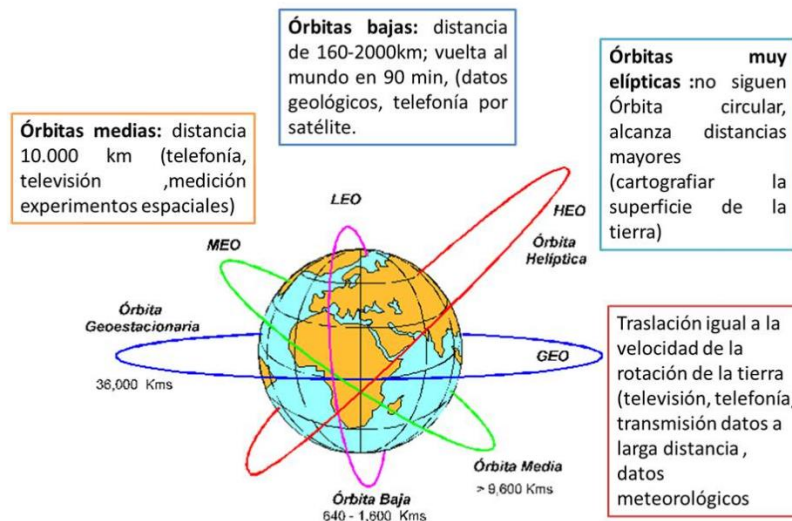 Órbitas bajas: distancia
de 160-2000km; vuelta al
mundo en 90 min, (datos
geológicos, telefonía por
satélite.
Órbitas muy
elípticas :no siguen
Órbita circular,
alcanza distancias
mayores
(cartografiar la
superficie de la
tierra)
Órbitas medias: distancia
10.000 km (telefonía,
televisión ,medición
experimentos espaciales)
LEO
HEO
Órbita
Helíptica
MEO
Órbita
Geoestacionaria
GEO
36,000 Kms
Traslación igual a la
velocidad de la
rotación de la tierra
(televisión, telefonía,
transmisión datos a
larga distancia ,
datos
meteorológicos
Órbita Media
> 9,600 Kms
Órbita Baja
640 - 1,600 Kms